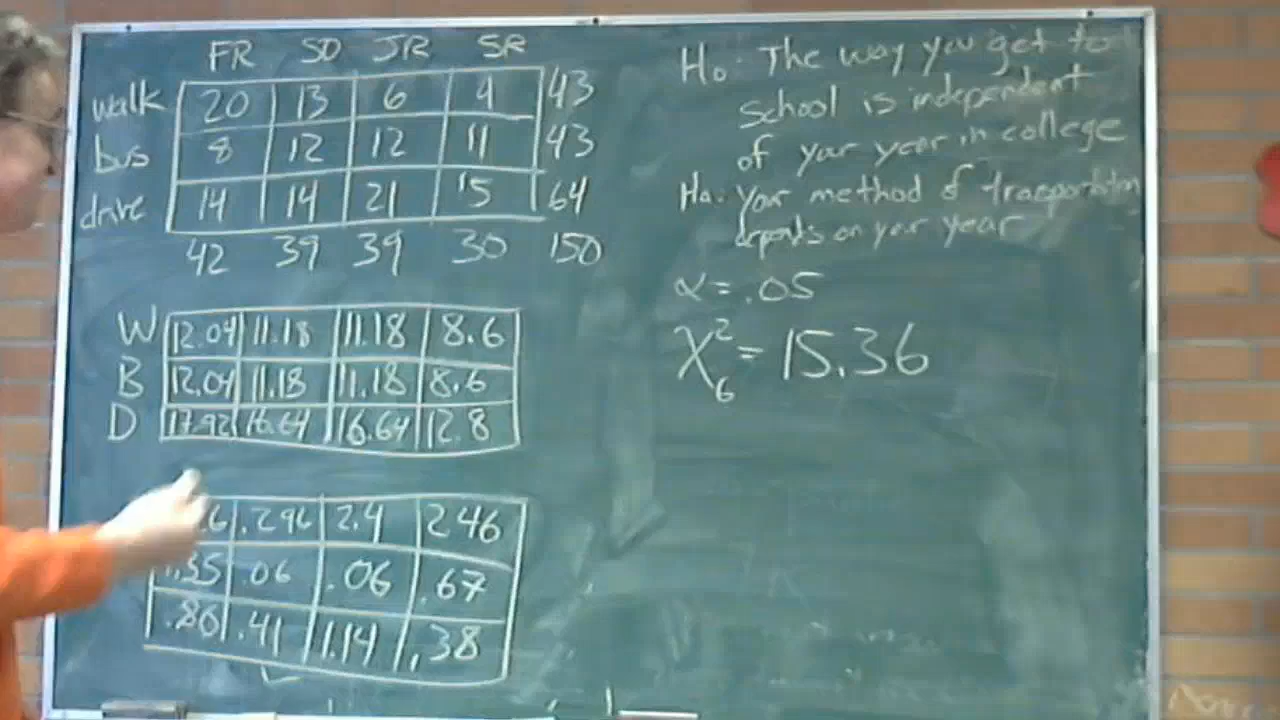 FR SO JR SR
walk 20 13 6 4 43
bus 8 12 12 11 43
drive 14 14 21 15 64
42 39 39 30 150
W 12.04 11.18 11.18 8.6
B 12.04 11.18 11.18 8.6
D 17.92 16.64 16.64 12.8
.296 2.4 2.46
.06 .06 .67
.86 .41 1.14 .38
Ho: The way you get to
school is independent
of your year in college
Ha: Your method of
depends on your year
α = .05
χ²₆ = 15.36